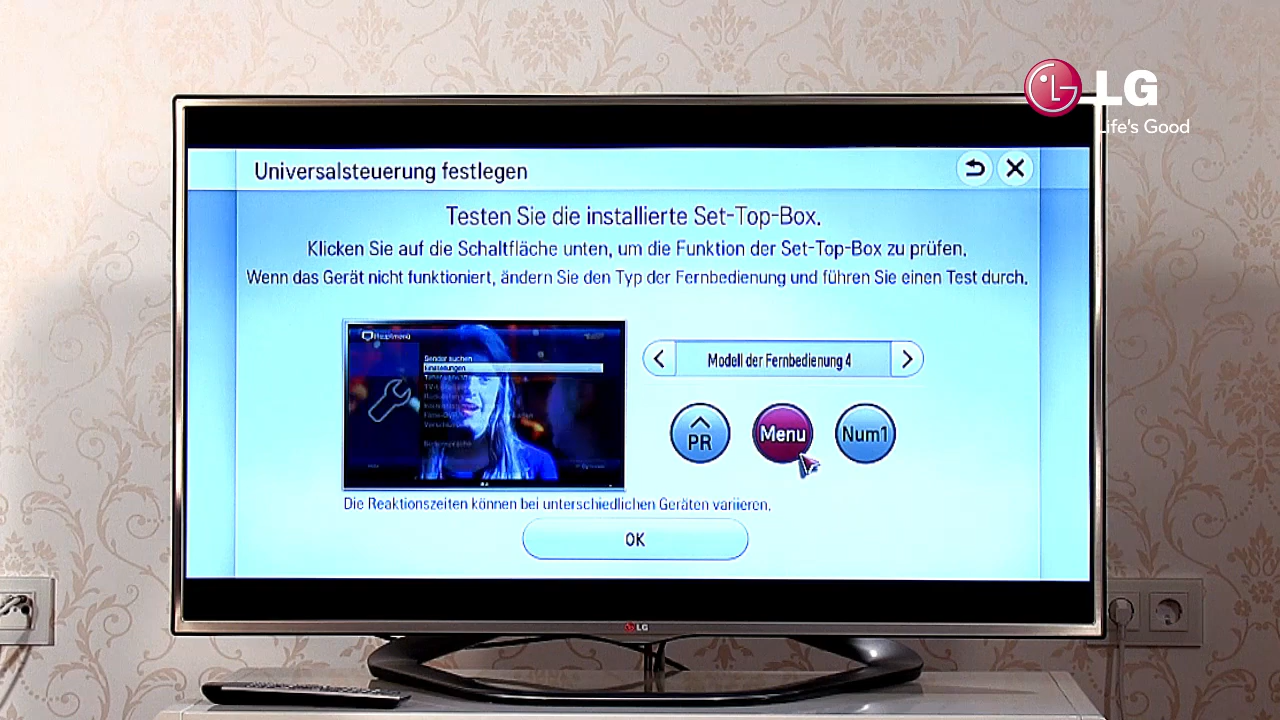 LG
Life's Good
Universalsteuerung festlegen
Testen Sie die installierte Set-Top-Box.
Klicken Sie auf die Schaltfläche unten, um die Funktion der Set-Top-Box zu prüfen.
Wenn das Gerät nicht funktioniert, ändern Sie den Typ der Fernbedienung und führen Sie einen Test durch.
Hauptmenü
Sender suchen
Einstellungen
Modell der Fernbedienung 4
PR
Menu
Num1
Die Reaktionszeiten können bei unterschiedlichen Geräten variieren.
OK
LG